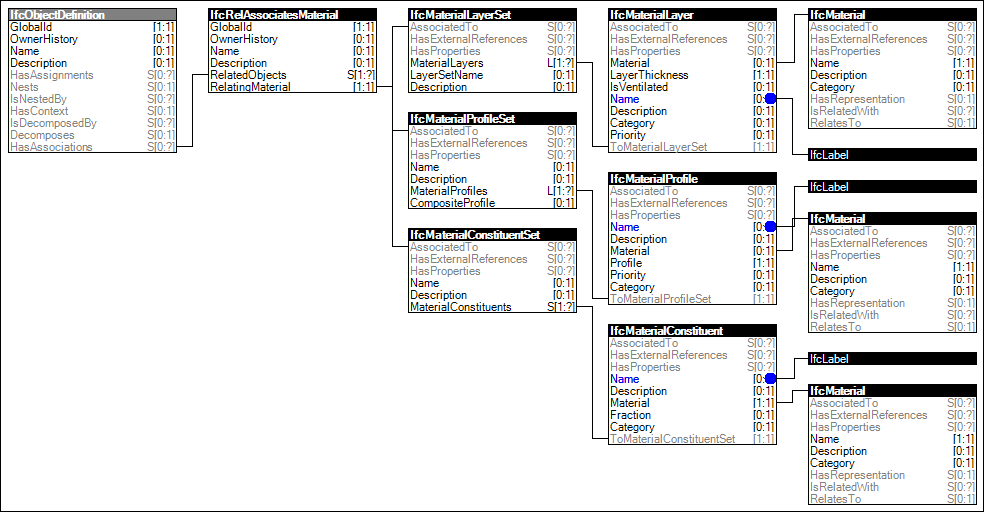 IfcObjectDefinition
GlobalId [1:1]
OwnerHistory [0:1]
Name [0:1]
Description [0:1]
HasAssignments S[0:?]
Nests S[0:1]
IsNestedBy S[0:?]
HasContext S[0:1]
IsDecomposedBy S[0:?]
Decomposes S[0:1]
HasAssociations S[0:?]
IfcRelAssociatesMaterial
GlobalId [1:1]
OwnerHistory [0:1]
Name [0:1]
Description [0:1]
RelatedObjects S[1:?]
RelatingMaterial [1:1]
IfcMaterialLayerSet
AssociatedTo S[0:?]
HasExternalReferences S[0:?]
HasProperties S[0:?]
MaterialLayers L[1:?]
LayerSetName [0:1]
Description [0:1]
IfcMaterialProfileSet
AssociatedTo S[0:?]
HasExternalReferences S[0:?]
HasProperties S[0:?]
Name [0:1]
Description [0:1]
MaterialProfiles L[1:?]
CompositeProfile [0:1]
IfcMaterialConstituentSet
AssociatedTo S[0:?]
HasExternalReferences S[0:?]
HasProperties S[0:?]
Name [0:1]
Description [0:1]
MaterialConstituents S[1:?]
IfcMaterialLayer
AssociatedTo S[0:?]
HasExternalReferences S[0:?]
HasProperties S[0:?]
Material [0:1]
LayerThickness [1:1]
IsVentilated [0:1]
Name [0:
Description [0:1]
Category [0:1]
Priority [0:1]
ToMaterialLayerSet [1:1]
IfcMaterialProfile
AssociatedTo S[0:?]
HasExternalReferences S[0:?]
HasProperties S[0:?]
Name [0:
Description [0:1]
Material [0:1]
Profile [1:1]
Priority [0:1]
Category [0:1]
ToMaterialProfileSet [1:1]
IfcMaterialConstituent
AssociatedTo S[0:?]
HasExternalReferences S[0:?]
HasProperties S[0:?]
Name [0:
Description [0:1]
Material [1:1]
Fraction [0:1]
Category [0:1]
ToMaterialConstituentSet [1:1]
IfcMaterial
AssociatedTo S[0:?]
HasExternalReferences S[0:?]
HasProperties S[0:?]
Name [1:1]
Description [0:1]
Category [0:1]
HasRepresentation S[0:1]
IsRelatedWith S[0:?]
RelatesTo S[0:1]
IfcLabel
IfcLabel
IfcMaterial
AssociatedTo S[0:?]
HasExternalReferences S[0:?]
HasProperties S[0:?]
Name [1:1]
Description [0:1]
Category [0:1]
HasRepresentation S[0:1]
IsRelatedWith S[0:?]
RelatesTo S[0:1]
IfcLabel
IfcMaterial
AssociatedTo S[0:?]
HasExternalReferences S[0:?]
HasProperties S[0:?]
Name [1:1]
Description [0:1]
Category [0:1]
HasRepresentation S[0:1]
IsRelatedWith S[0:?]
RelatesTo S[0:1]